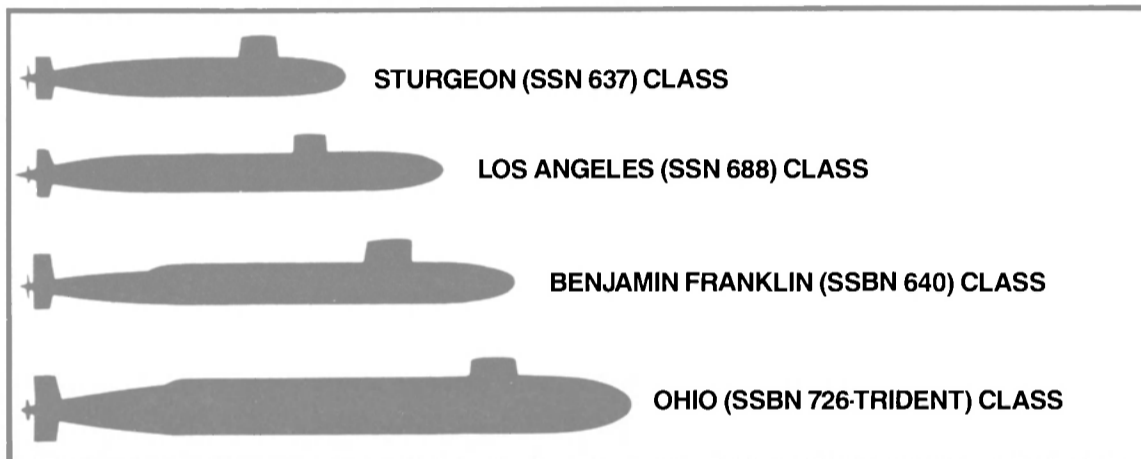 STURGEON (SSN 637) CLASS
LOS ANGELES (SSN 688) CLASS
BENJAMIN FRANKLIN (SSBN 640) CLASS
OHIO (SSBN 726-TRIDENT) CLASS